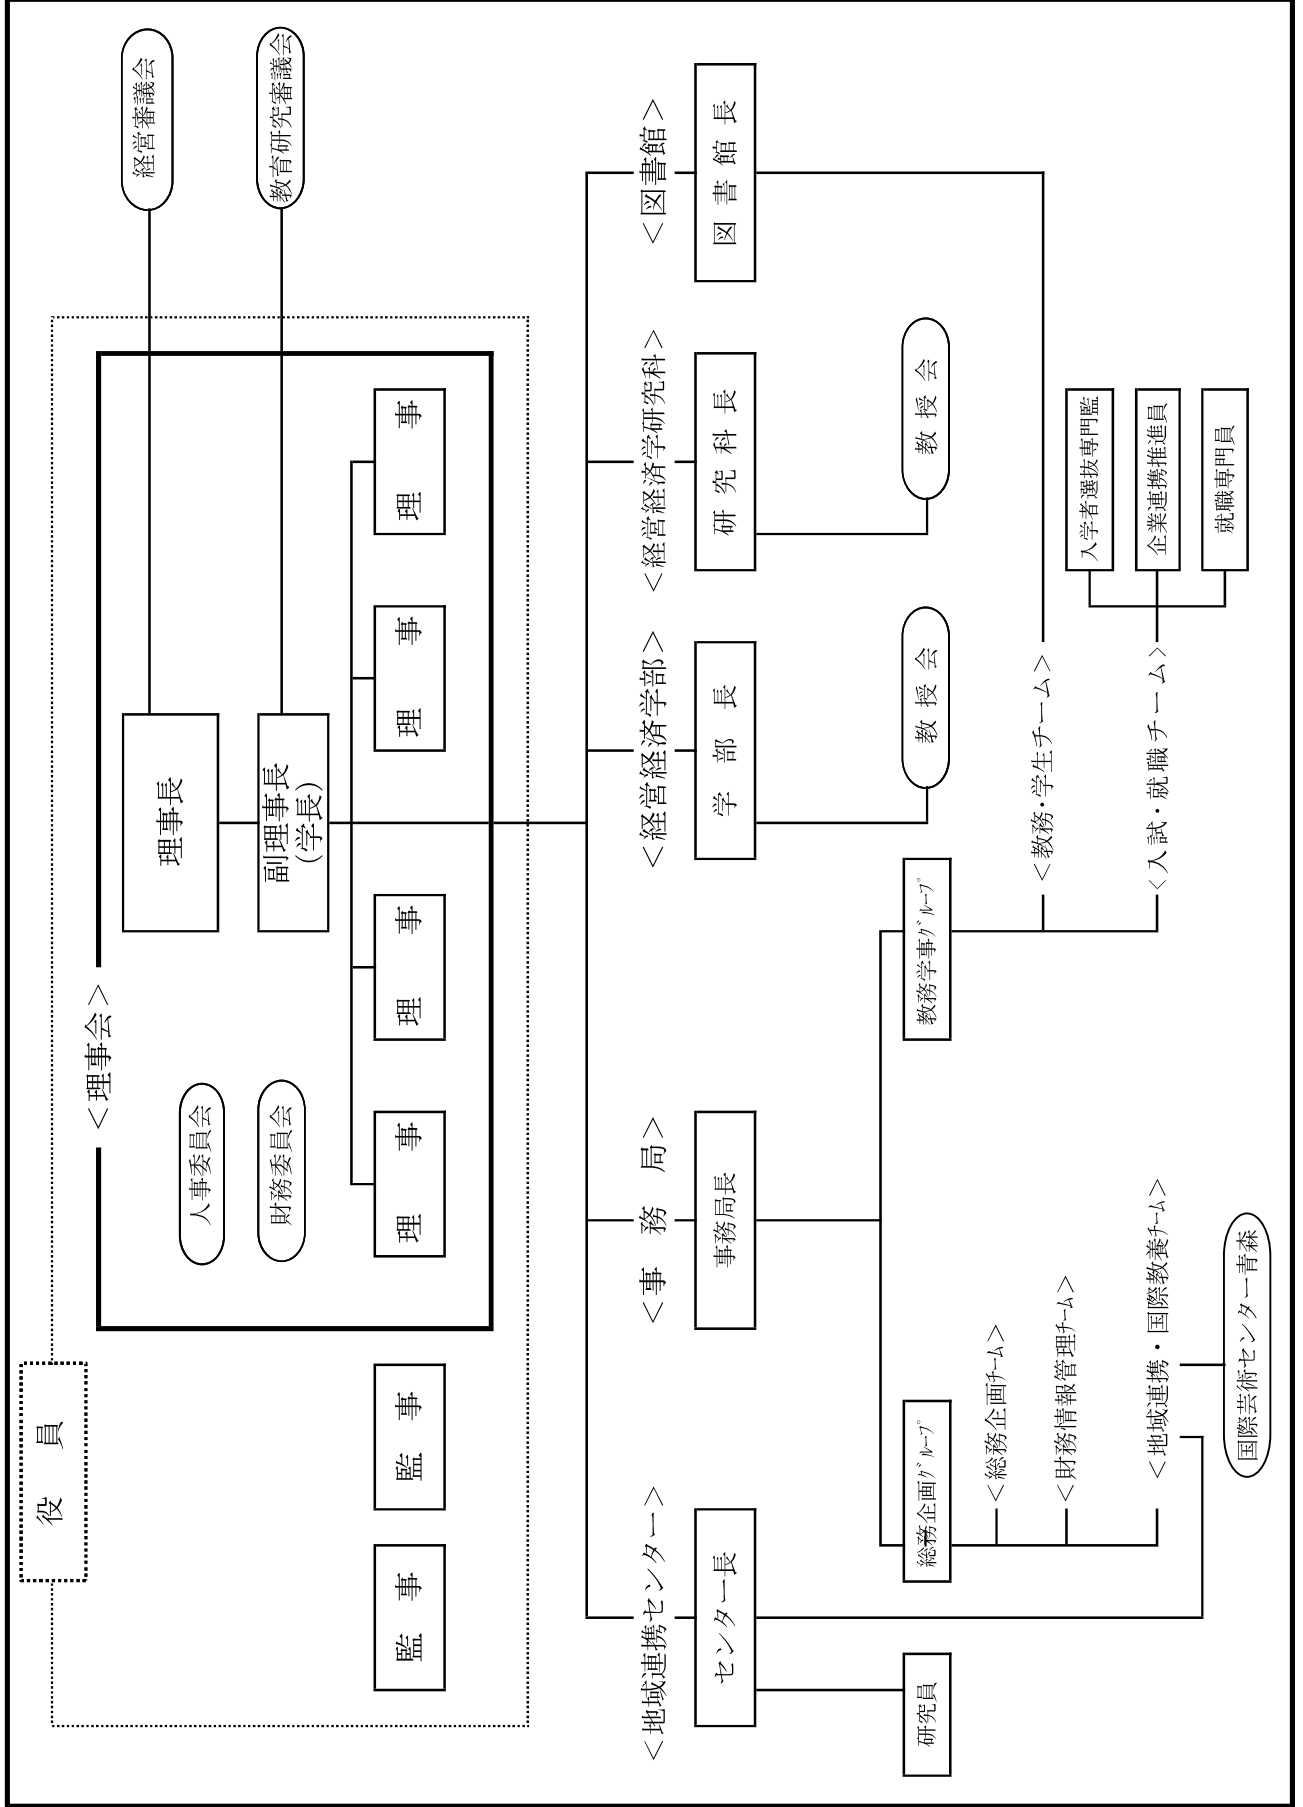 役　員
＜理事会＞
理事長
副理事長
（学長）
経営審議会
教育研究審議会
人事委員会
財務委員会
監　事
監　事
理　事
理　事
理　事
理　事
＜地域連携センター＞
＜事　務　局＞
＜経営経済学部＞
＜経営経済学研究科＞
＜図書館＞
センター長
事務局長
学　部　長
研　究　科　長
図　書　館　長
研究員
総務企画ｸﾞﾙｰﾌﾟ
教務学事ｸﾞﾙｰﾌﾟ
教　授　会
教　授　会
＜総務企画ﾁｰﾑ＞
＜財務情報管理ﾁｰﾑ＞
＜地域連携・国際教養ﾁｰﾑ＞
国際芸術センター青森
＜教務・学生チーム＞
＜入試・就職チーム＞
入学者選抜専門監
企業連携推進員
就職専門員